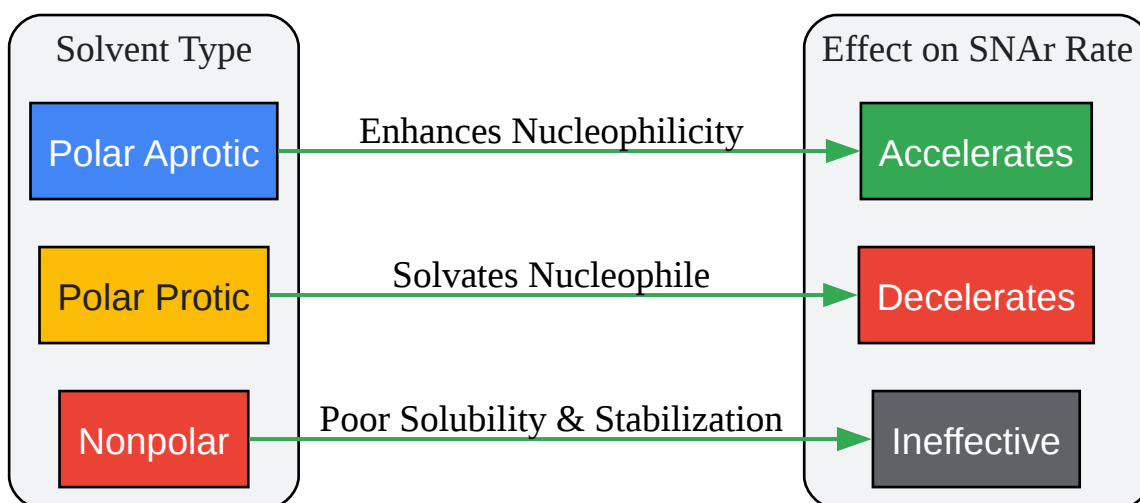 Solvent Type
Effect on SNAr Rate
Polar Aprotic
Enhances Nucleophilicity
Accelerates
Polar Protic
Solvates Nucleophile
Decelerates
Nonpolar
Poor Solubility & Stabilization
Ineffective